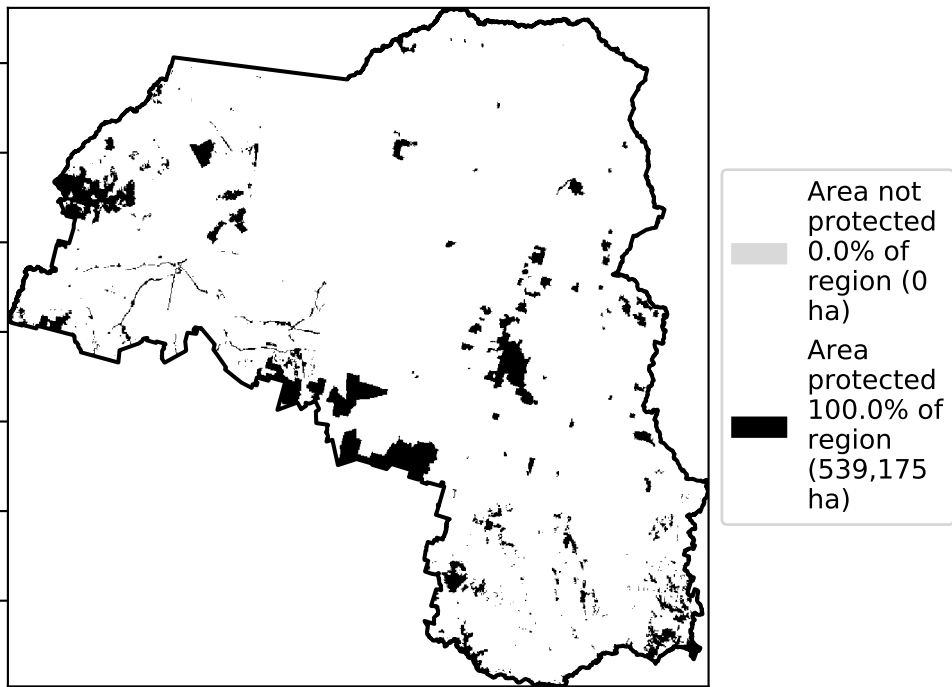 Area not
protected
0.0% of
region (0
ha)
Area
protected
100.0% of
region
(539,175
ha)